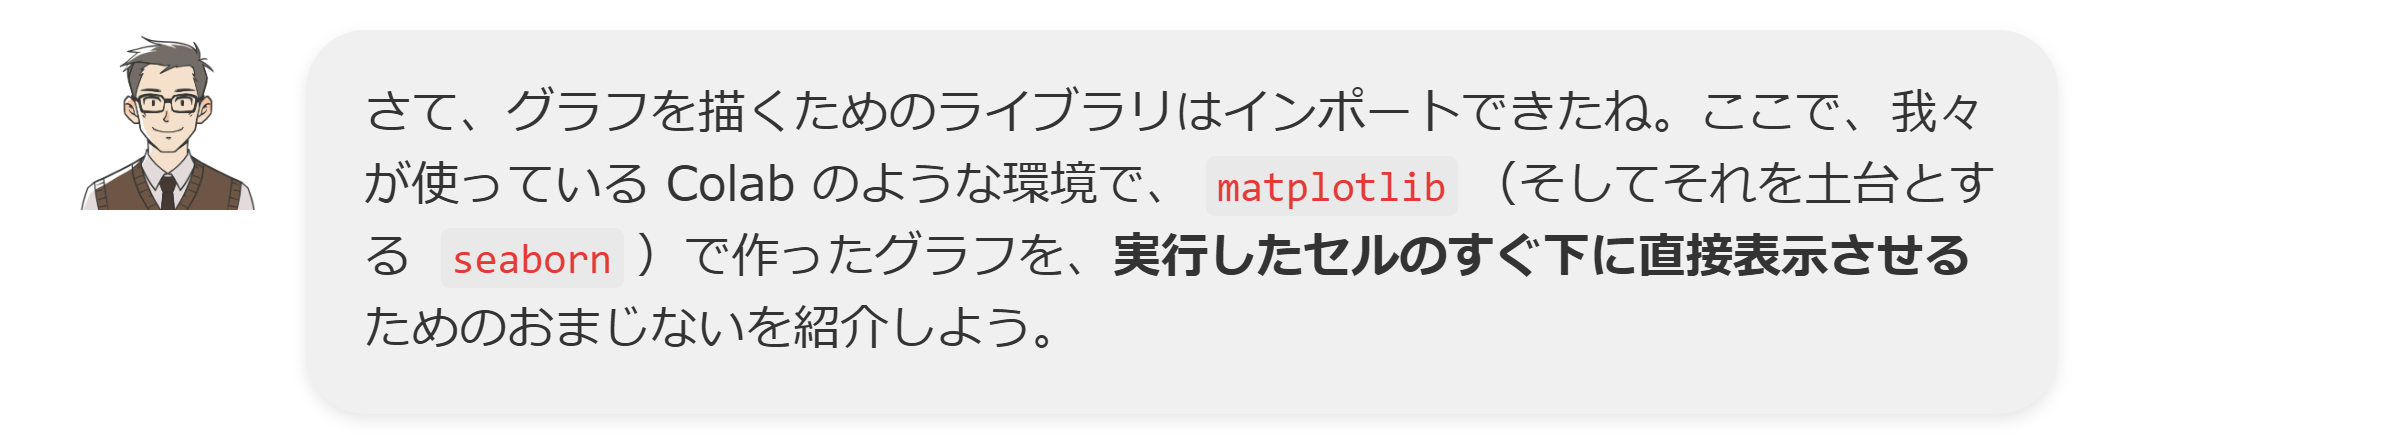 さて、グラフを描くためのライブラリはインポートできたね。ここで、我々
が使っている Colab のような環境で、 matplotlib （そしてそれを土台とす
る seaborn ）で作ったグラフを、実行したセルのすぐ下に直接表示させる
ためのおまじないを紹介しよう。